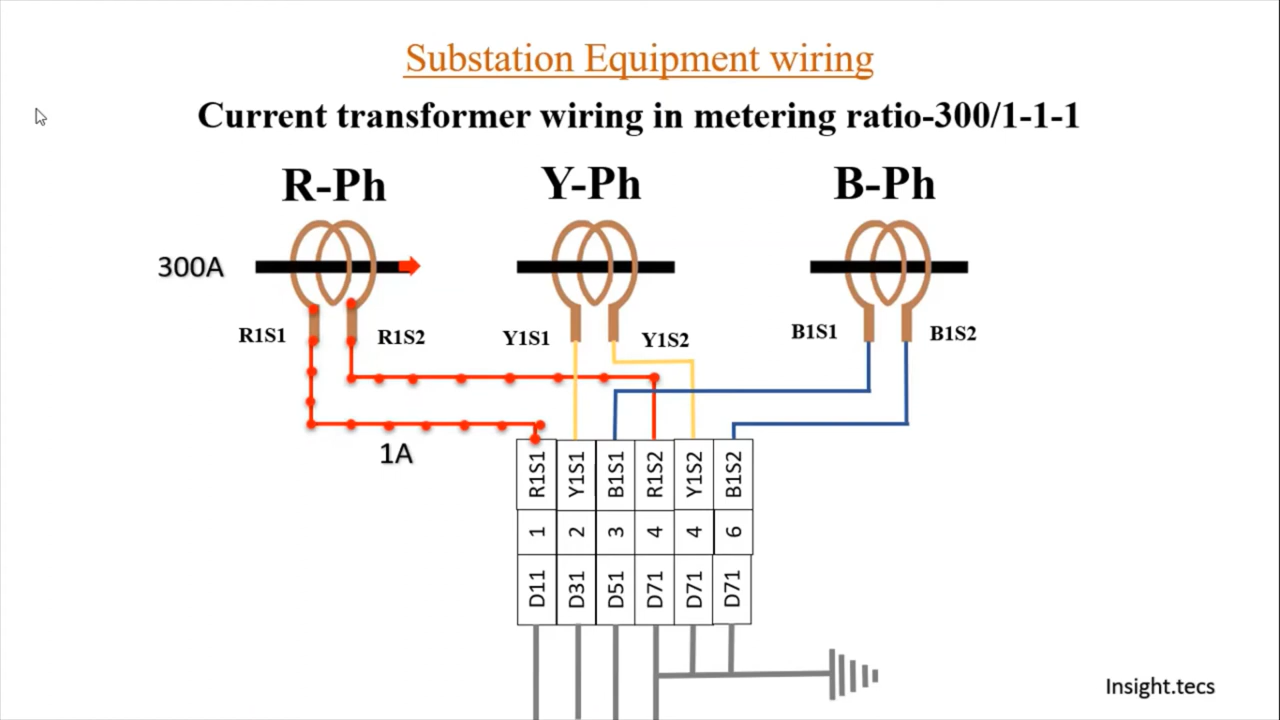 Substation Equipment wiring
Current transformer wiring in metering ratio-300/1-1-1
R-Ph Y-Ph B-Ph
300A
R1S1 R1S2 Y1S1 Y1S2 B1S1 B1S2
1A
R1S1 Y1S1 B1S1 R1S2 Y1S2 B1S2
1 2 3 4 4 6
D11 D31 D51 D71 D71 D71
Insight.tecs